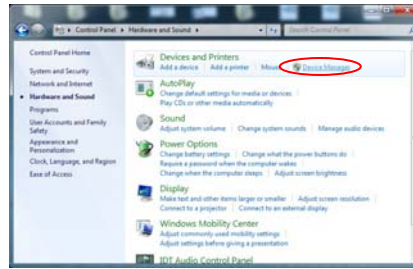 Control Panel ▸ Hardware and Sound ▸
Search Control Panel
Control Panel Home
System and Security
Network and Internet
Hardware and Sound
Programs
User Accounts and Family
Safety
Appearance and
Personalization
Clock, Language, and Region
Ease of Access
Devices and Printers
Add a device | Add a printer | Mouse | Device Manager
AutoPlay
Change default settings for media or devices
Play CDs or other media automatically
Sound
Adjust system volume | Change system sounds | Manage audio devices
Power Options
Change battery settings | Change what the power buttons do
Require a password when the computer wakes
Change when the computer sleeps | Adjust screen brightness
Display
Make text and other items larger or smaller | Adjust screen resolution
Connect to a projector | Connect to an external display
Windows Mobility Center
Adjust commonly used mobility settings
Adjust settings before giving a presentation
IDT Audio Control Panel